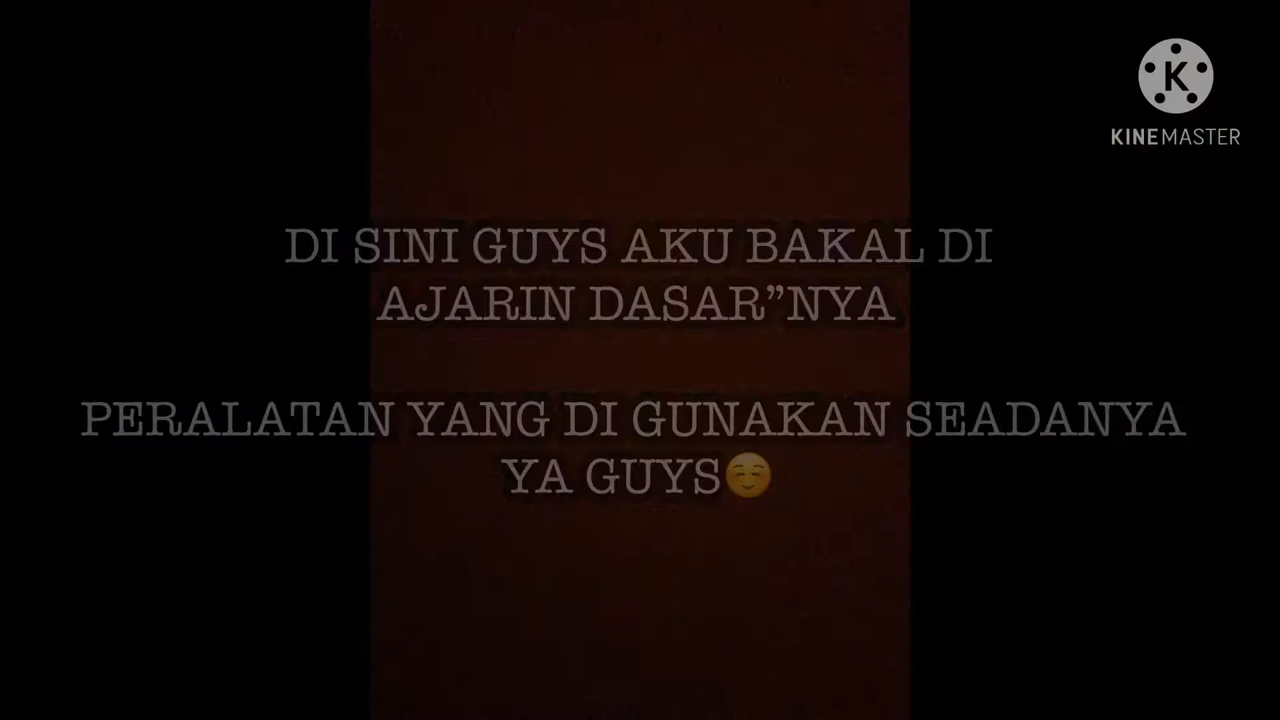 KINEMASTER
DI SINI GUYS AKU BAKAL DI
AJARIN DASAR”NYA
PERALATAN YANG DI GUNAKAN SEADANYA
YA GUYS☺️